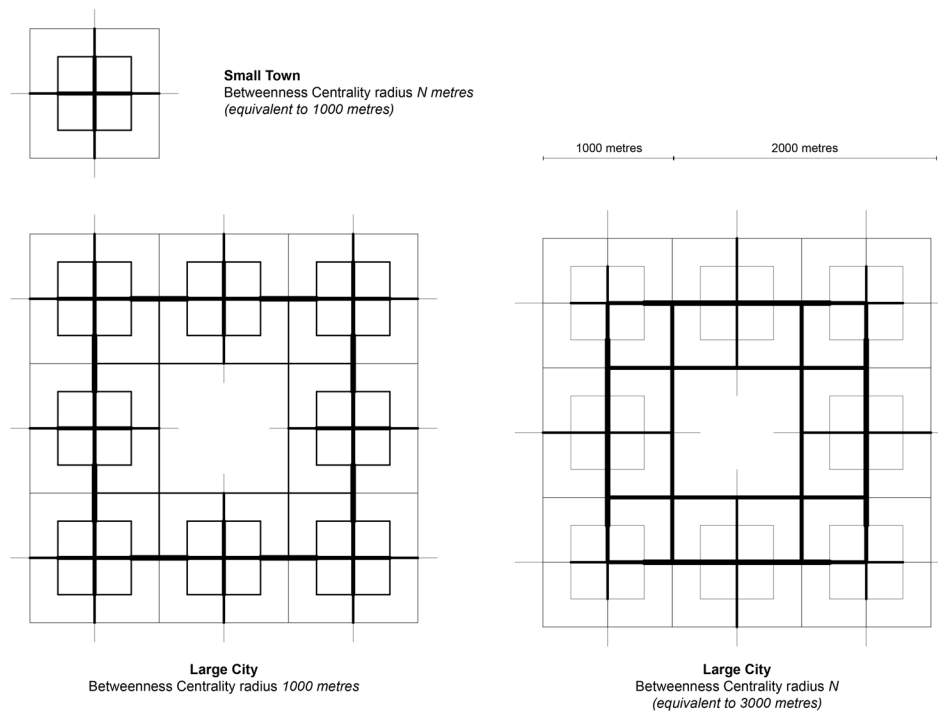 Small Town
Betweenness Centrality radius N metres
(equivalent to 1000 metres)
1000 metres
2000 metres
Large City
Betweenness Centrality radius 1000 metres
Large City
Betweenness Centrality radius N
(equivalent to 3000 metres)